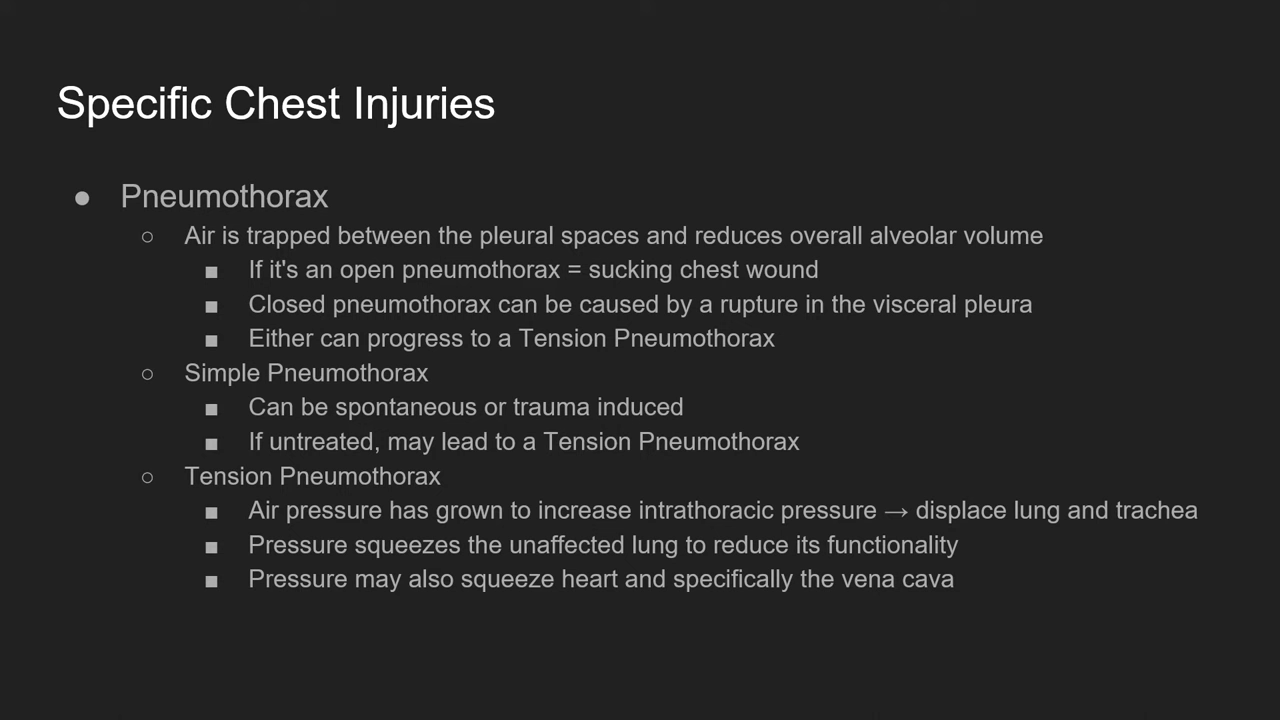 Specific Chest Injuries
● Pneumothorax
○ Air is trapped between the pleural spaces and reduces overall alveolar volume
■ If it's an open pneumothorax = sucking chest wound
■ Closed pneumothorax can be caused by a rupture in the visceral pleura
■ Either can progress to a Tension Pneumothorax
○ Simple Pneumothorax
■ Can be spontaneous or trauma induced
■ If untreated, may lead to a Tension Pneumothorax
○ Tension Pneumothorax
■ Air pressure has grown to increase intrathoracic pressure → displace lung and trachea
■ Pressure squeezes the unaffected lung to reduce its functionality
■ Pressure may also squeeze heart and specifically the vena cava